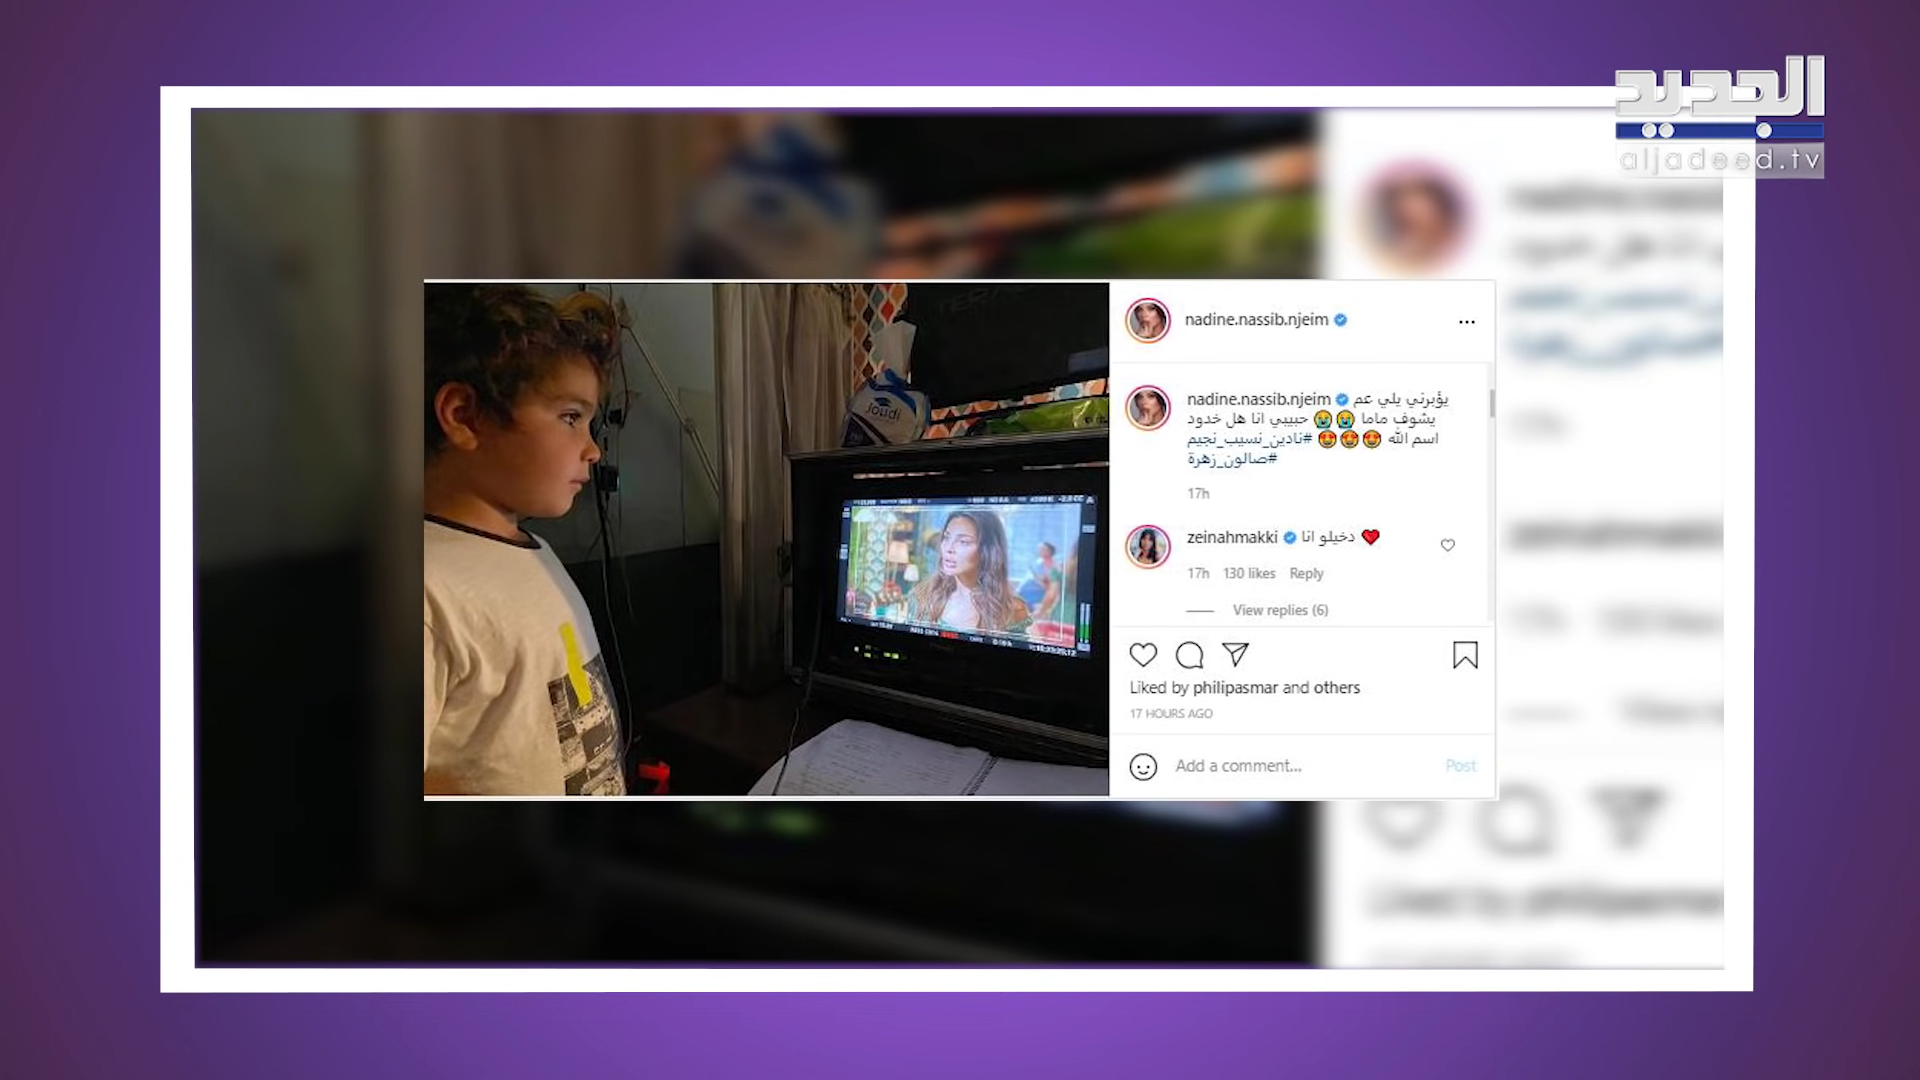 الجديد
aljadeed.tv
nadine.nassib.njeim
nadine.nassib.njeim يؤبرني يلي عم
يشوف ماما 😭😭 حبيبي انا هل خدود
اسم الله 😍😍😍 #نادين_نسيب_نجيم
#صالون_زهرة
17h
zeinahmakki دخيلو انا ❤️
17h 130 likes Reply
View replies (6)
Liked by philipasmar and others
17 HOURS AGO
Add a comment... Post
Joudi